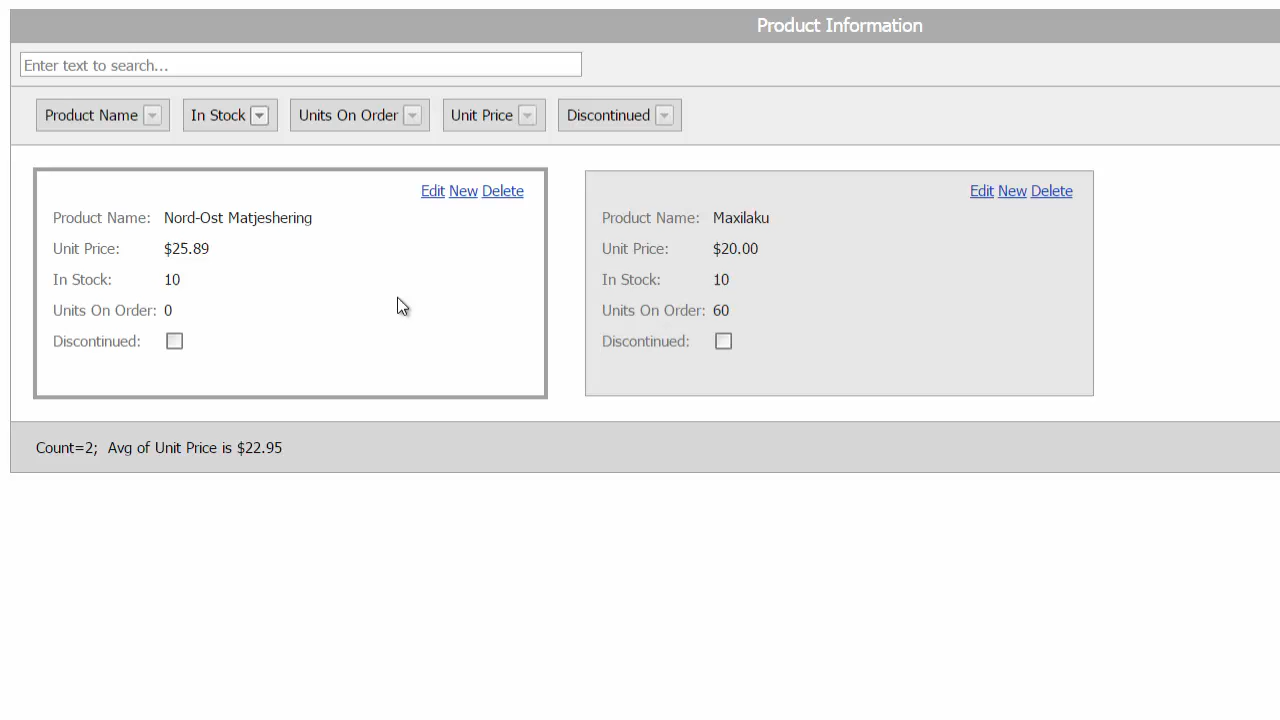 Product Information
Enter text to search...
Product Name In Stock Units On Order Unit Price Discontinued
Edit New Delete
Product Name: Nord-Ost Matjeshering
Unit Price: $25.89
In Stock: 10
Units On Order: 0
Discontinued:
Edit New Delete
Product Name: Maxilaku
Unit Price: $20.00
In Stock: 10
Units On Order: 60
Discontinued:
Count=2; Avg of Unit Price is $22.95